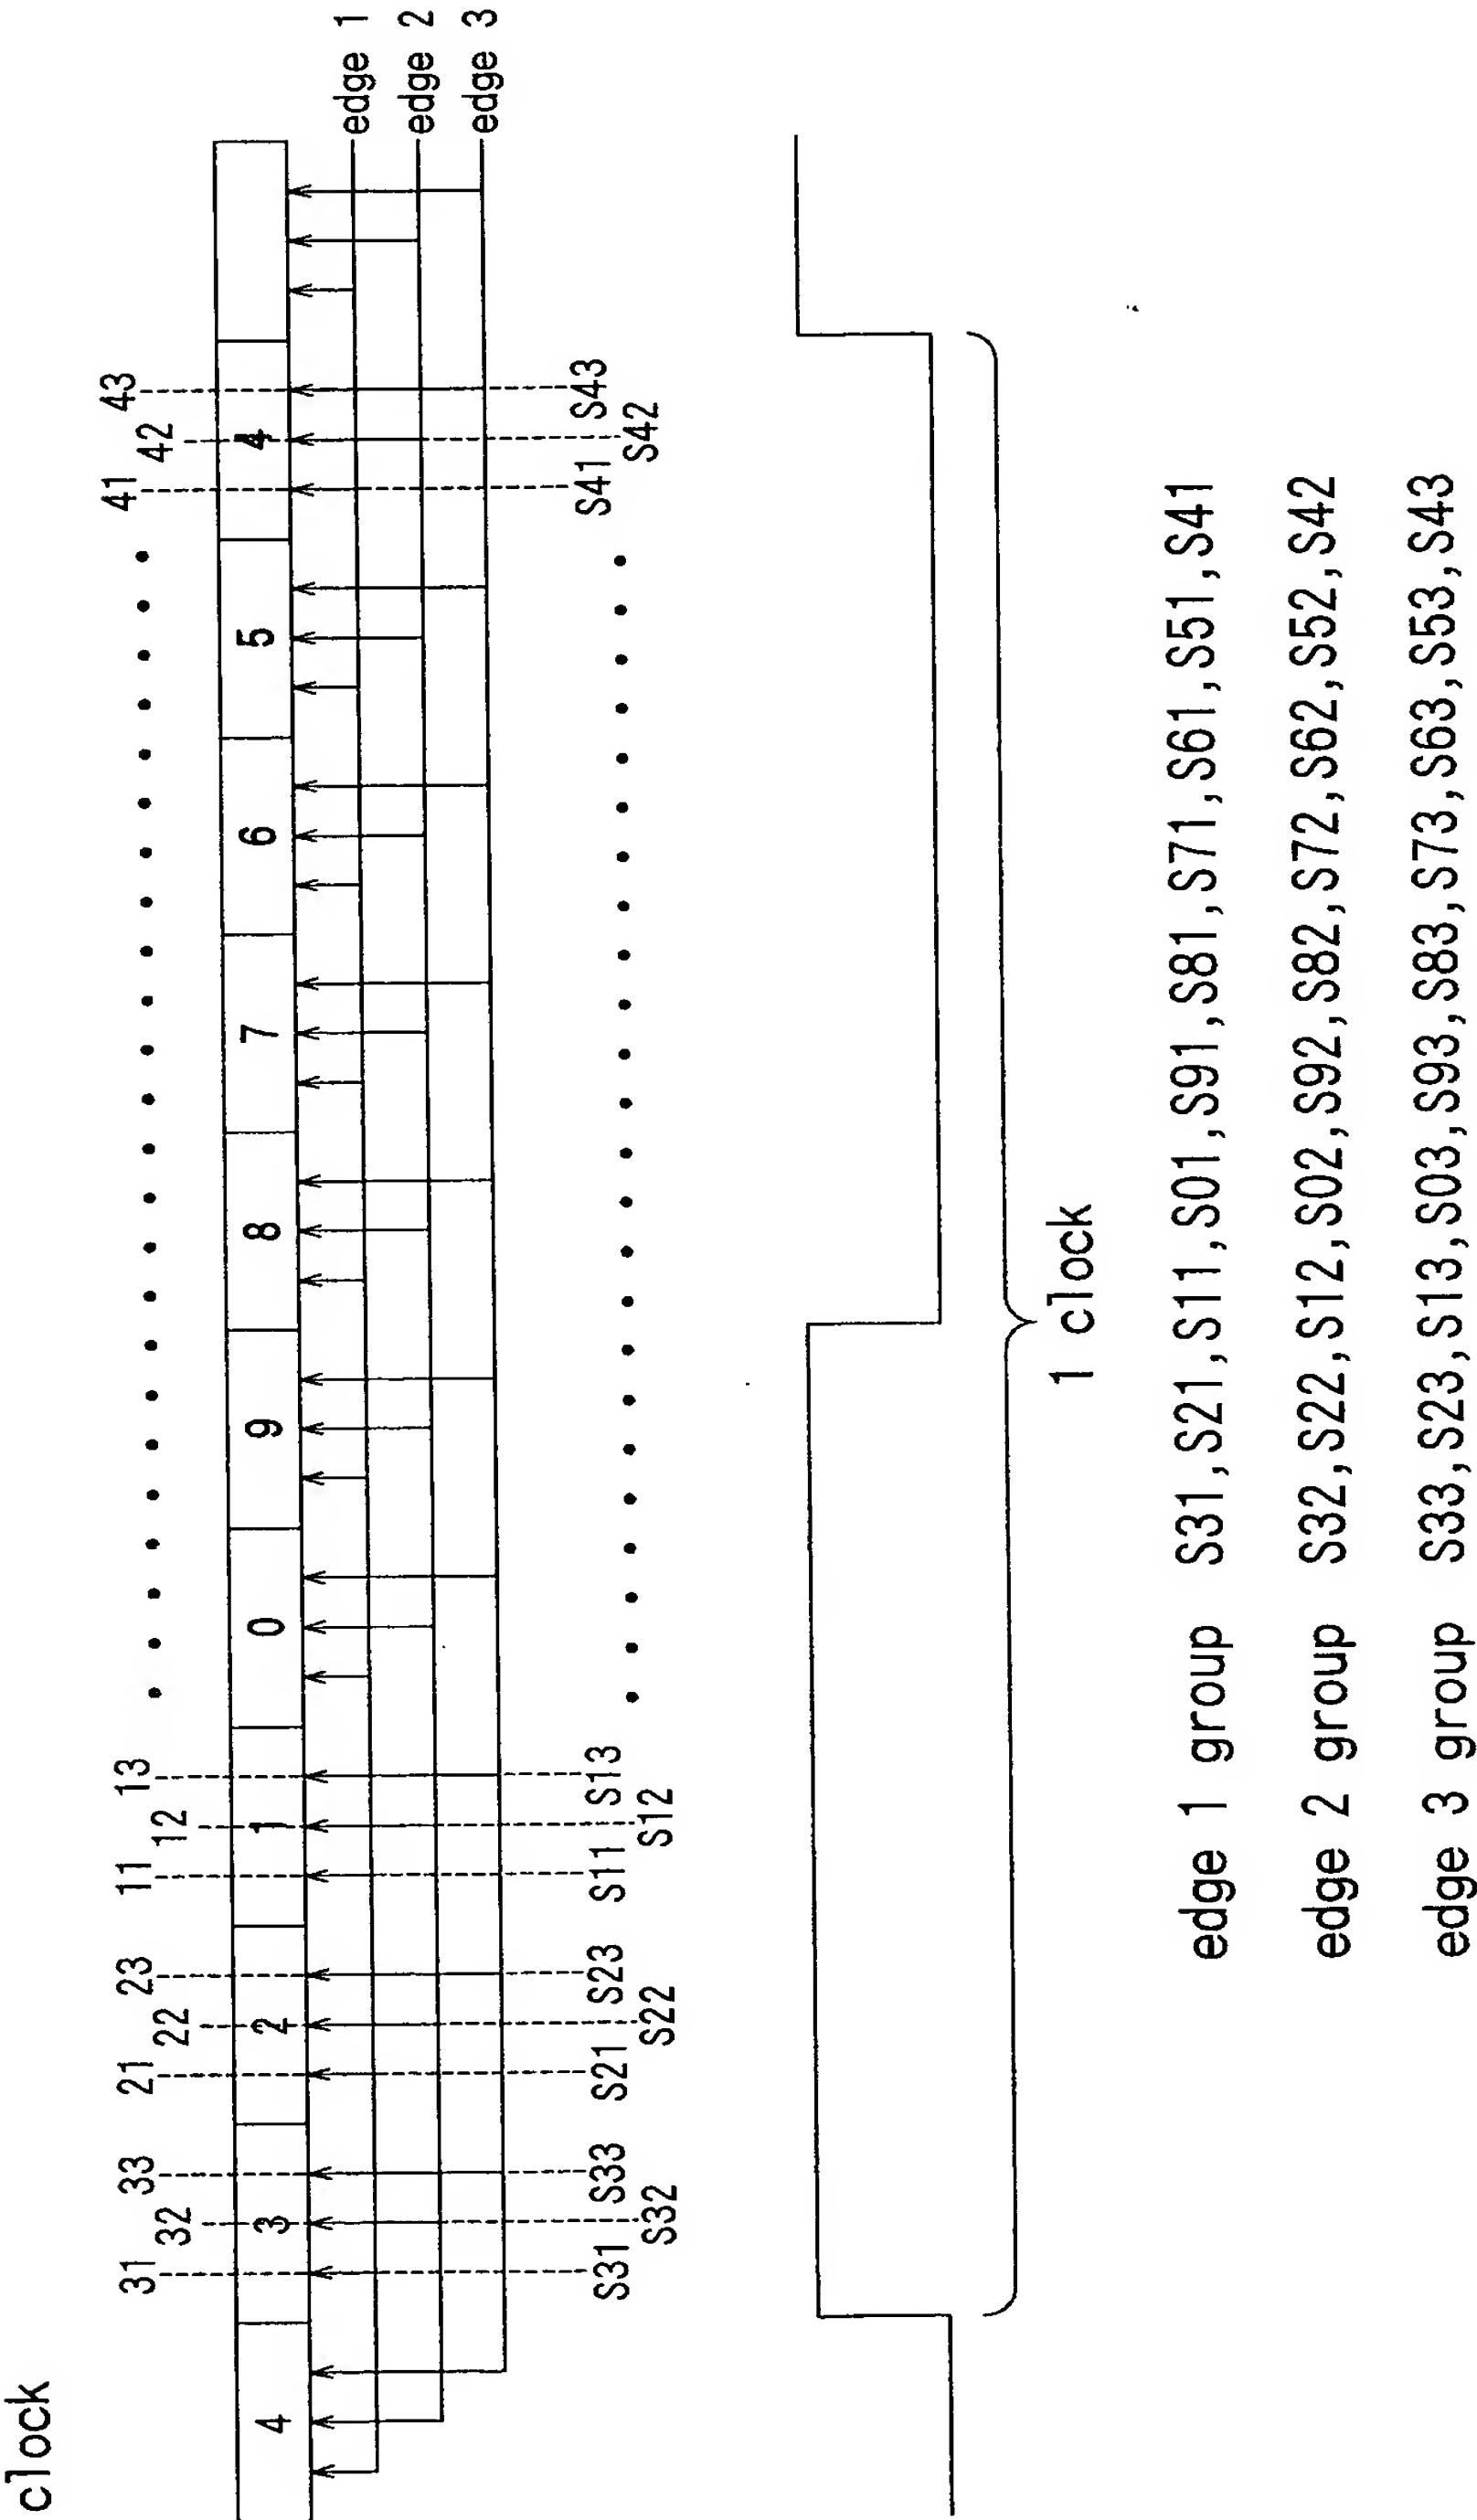 clock
31 32 33 21 22 23 11 12 13 41 42 43
4 3 2 1 0 9 8 7 6 5 4
edge 1
edge 2
edge 3
S31 S33 S21 S23 S11 S13 S41 S43
S32 S22 S12 S42
1 clock
edge 1 group S31,S21,S11,S01,S91,S81,S71,S61,S51,S41
edge 2 group S32,S22,S12,S02,S92,S82,S72,S62,S52,S42
edge 3 group S33,S23,S13,S03,S93,S83,S73,S63,S53,S43